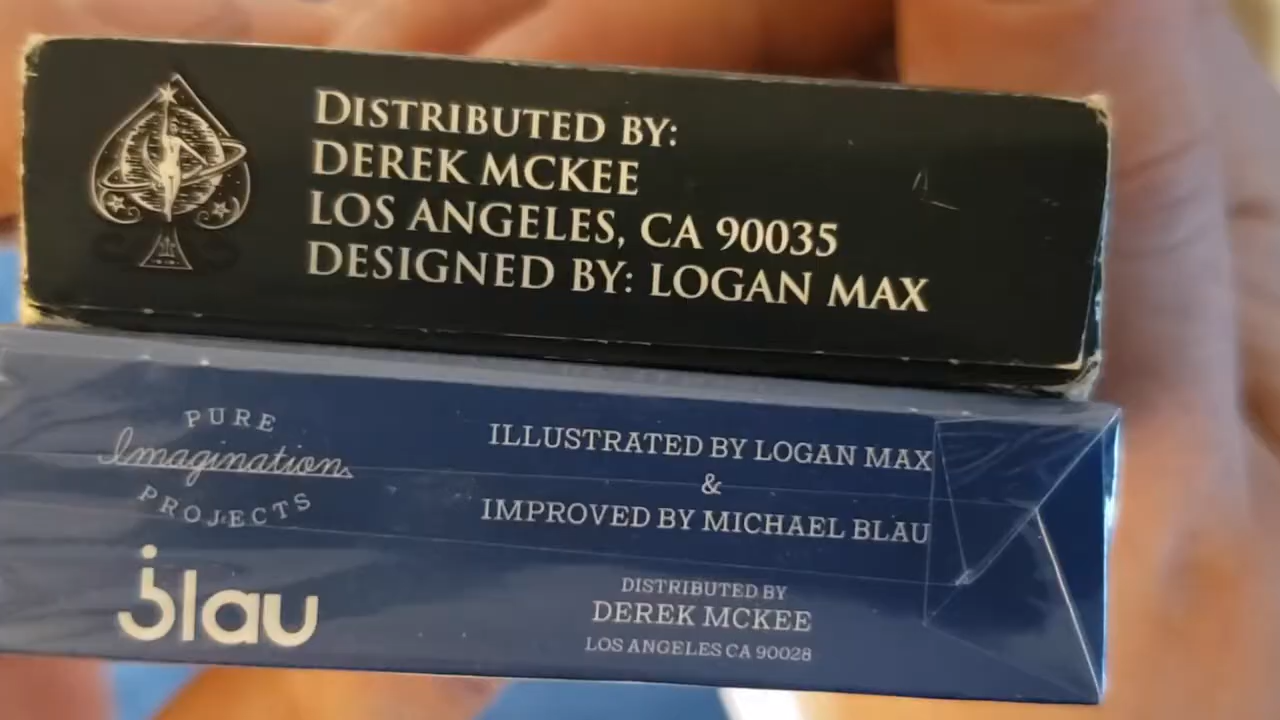 DISTRIBUTED BY:
DEREK MCKEE
LOS ANGELES, CA 90035
DESIGNED BY: LOGAN MAX
PURE
Imagination
PROJECTS
blau
ILLUSTRATED BY LOGAN MAX
&
IMPROVED BY MICHAEL BLAU
DISTRIBUTED BY
DEREK MCKEE
LOS ANGELES CA 90028